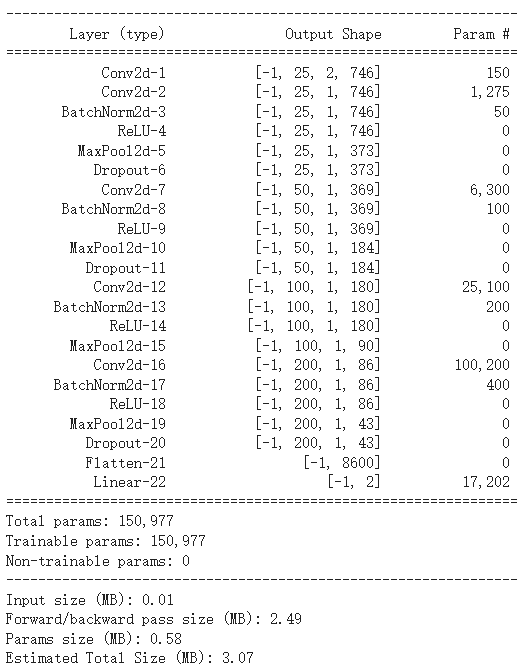 ----------------------------------------------------------------
Layer (type) Output Shape Param #
================================================================
Conv2d-1 [-1, 25, 2, 746] 150
Conv2d-2 [-1, 25, 1, 746] 1,275
BatchNorm2d-3 [-1, 25, 1, 746] 50
ReLU-4 [-1, 25, 1, 746] 0
MaxPool2d-5 [-1, 25, 1, 373] 0
Dropout-6 [-1, 25, 1, 373] 0
Conv2d-7 [-1, 50, 1, 369] 6,300
BatchNorm2d-8 [-1, 50, 1, 369] 100
ReLU-9 [-1, 50, 1, 369] 0
MaxPool2d-10 [-1, 50, 1, 184] 0
Dropout-11 [-1, 50, 1, 184] 0
Conv2d-12 [-1, 100, 1, 180] 25,100
BatchNorm2d-13 [-1, 100, 1, 180] 200
ReLU-14 [-1, 100, 1, 180] 0
MaxPool2d-15 [-1, 100, 1, 90] 0
Conv2d-16 [-1, 200, 1, 86] 100,200
BatchNorm2d-17 [-1, 200, 1, 86] 400
ReLU-18 [-1, 200, 1, 86] 0
MaxPool2d-19 [-1, 200, 1, 43] 0
Dropout-20 [-1, 200, 1, 43] 0
Flatten-21 [-1, 8600] 0
Linear-22 [-1, 2] 17,202
================================================================
Total params: 150,977
Trainable params: 150,977
Non-trainable params: 0
----------------------------------------------------------------
Input size (MB): 0.01
Forward/backward pass size (MB): 2.49
Params size (MB): 0.58
Estimated Total Size (MB): 3.07